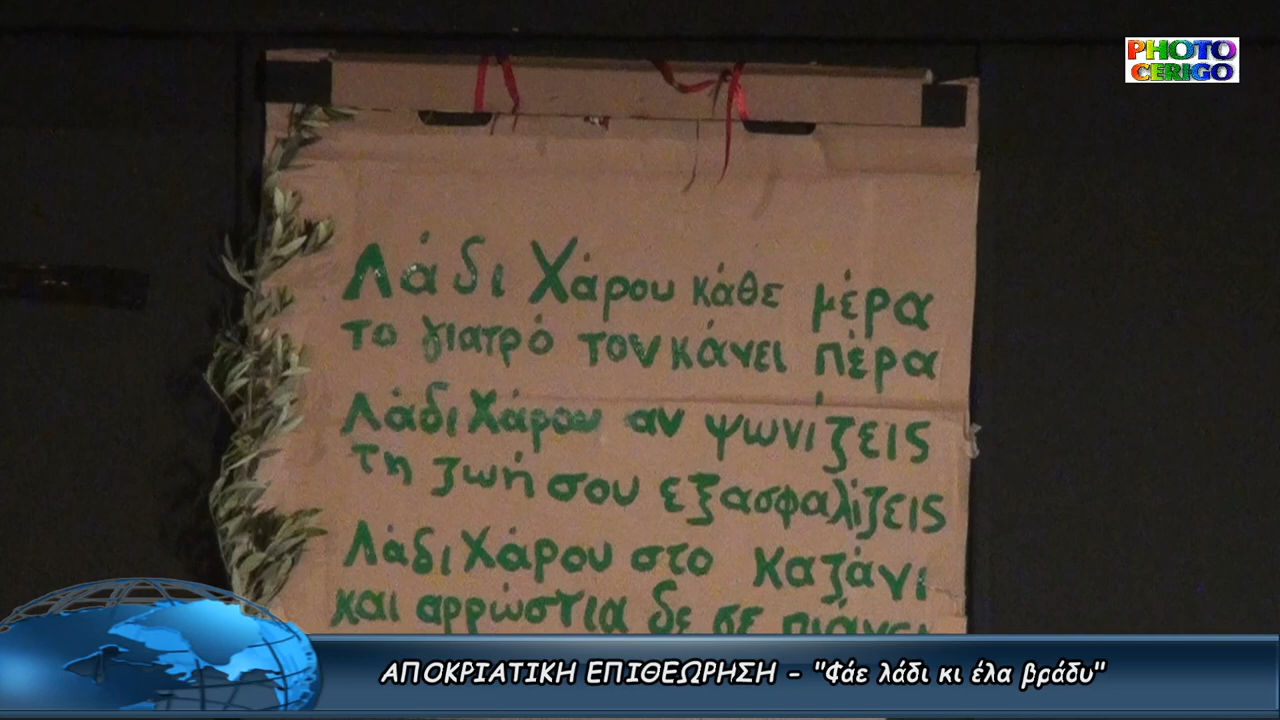 PHOTO
CERIGO
Λάδι Χάρου κάθε μέρα
το γιατρό τον κάνει πέρα
Λάδι Χάρου αν ψωνίζεις
τη ζωή σου εξασφαλίζεις
Λάδι Χάρου στο καζάνι
και αρρώστια δε σε πιάνει
ΑΠΟΚΡΙΑΤΙΚΗ ΕΠΙΘΕΩΡΗΣΗ - "Φάε λάδι κι έλα βράδυ"